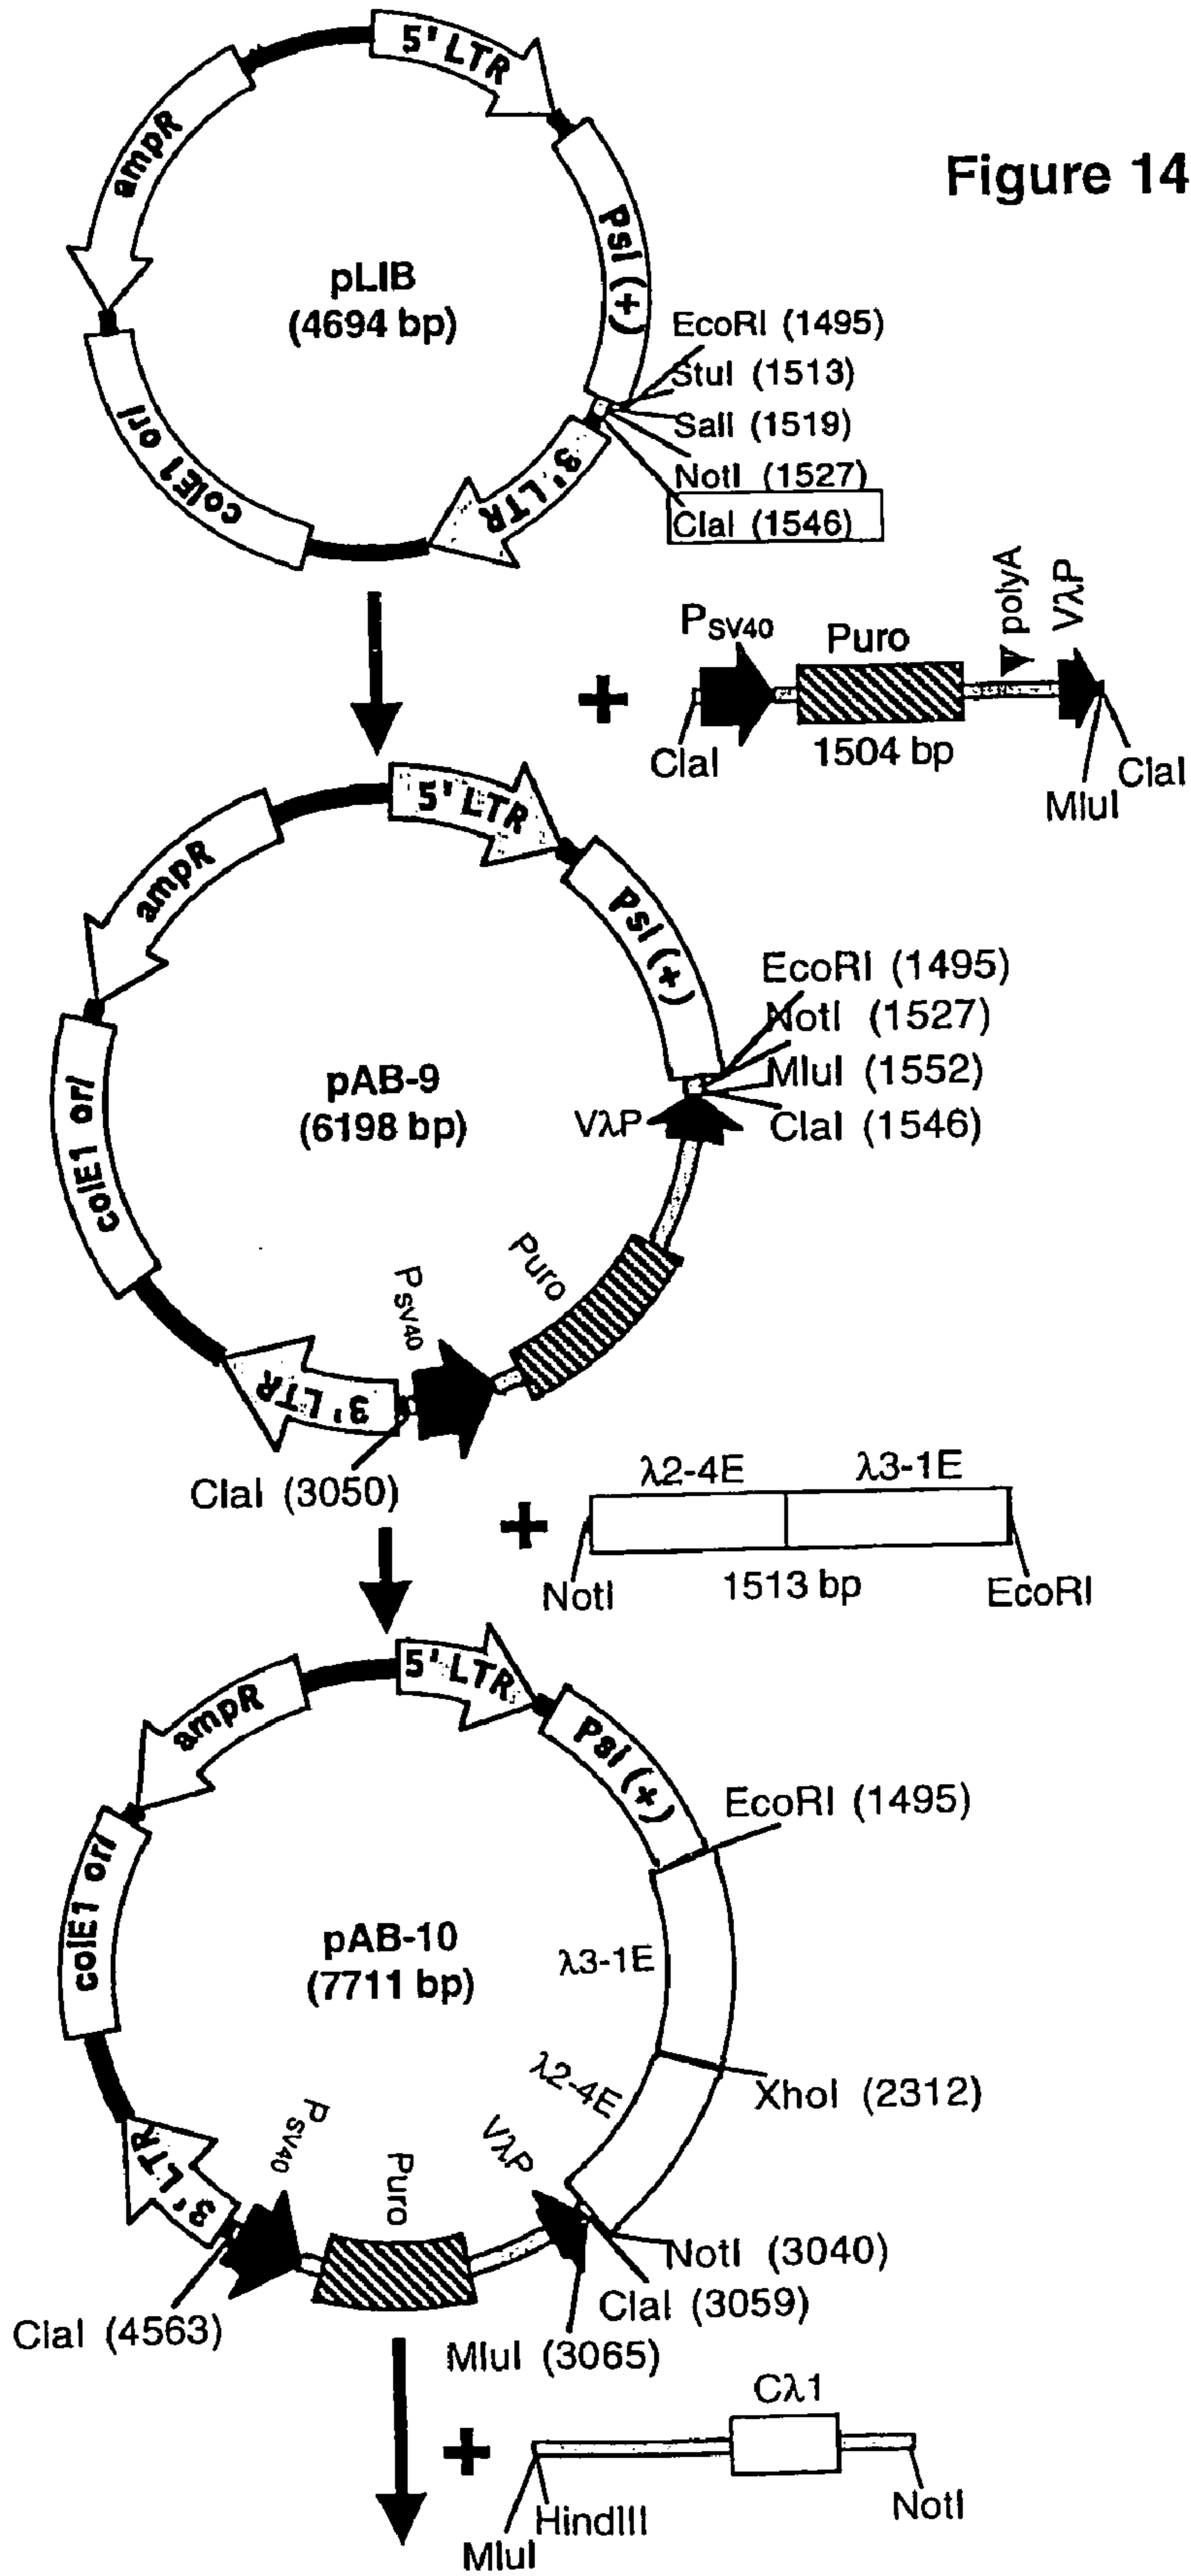 Figure 14
5' LTR
ampR
Psi (+)
pLIB
(4694 bp)
EcoRI (1495)
StuI (1513)
SalI (1519)
NotI (1527)
ClaI (1546)
colE1 ori
3' LTR
PSV40
Puro
polyA
VλP
+
ClaI
1504 bp
ClaI
MluI
5' LTR
ampR
Psi (+)
EcoRI (1495)
NotI (1527)
MluI (1552)
ClaI (1546)
pAB-9
(6198 bp)
VλP
colE1 ori
Puro
PSV40
3' LTR
ClaI (3050)
+
λ2-4E
λ3-1E
NotI
1513 bp
EcoRI
5' LTR
ampR
Psi (+)
EcoRI (1495)
colE1 ori
pAB-10
(7711 bp)
λ3-1E
λ2-4E
XhoI (2312)
VλP
PSV40
Puro
3' LTR
NotI (3040)
ClaI (3059)
ClaI (4563)
MluI (3065)
+
Cλ1
HindIII
NotI
MluI